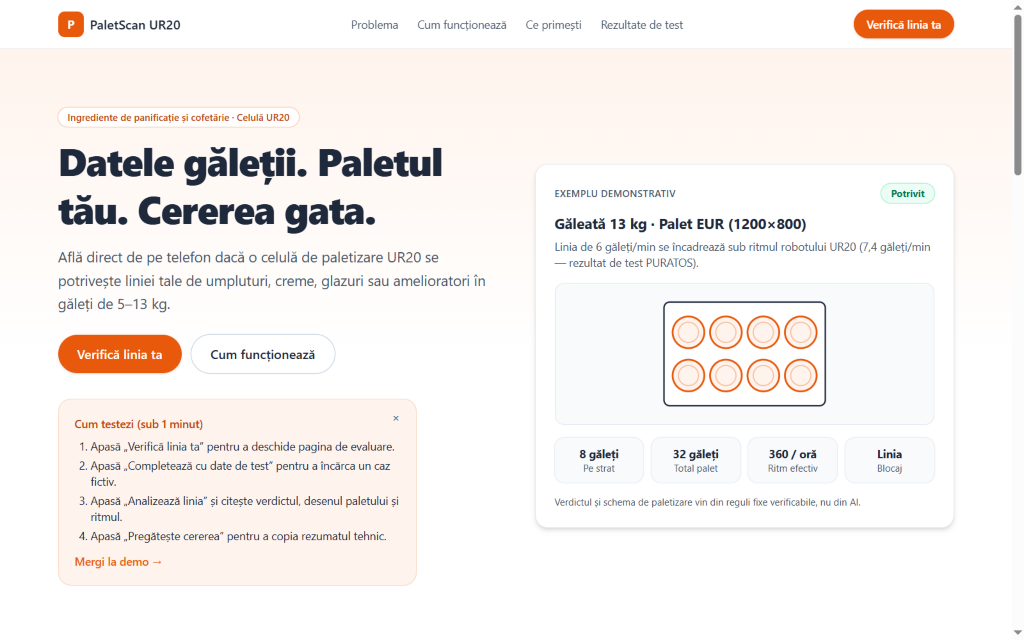 P PaletScan UR20
Problema Cum funcționează Ce primești Rezultate de test
Verifică linia ta
Ingrediente de panificație și cofetărie · Celulă UR20
Datele găleții. Paletul
tău. Cererea gata.
Află direct de pe telefon dacă o celulă de paletizare UR20 se
potrivește liniei tale de umpluturi, creme, glazuri sau amelioratori în
găleți de 5–13 kg.
Verifică linia ta
Cum funcționează
Cum testezi (sub 1 minut)
×
1. Apasă „Verifică linia ta” pentru a deschide pagina de evaluare.
2. Apasă „Completează cu date de test” pentru a încărca un caz
fictiv.
3. Apasă „Analizează linia” și citește verdictul, desenul paletului și
ritmul.
4. Apasă „Pregătește cererea” pentru a copia rezumatul tehnic.
Mergi la demo →
EXEMPLU DEMONSTRATIV
Potrivit
Găleată 13 kg · Palet EUR (1200×800)
Linia de 6 găleți/min se încadrează sub ritmul robotului UR20 (7,4 găleți/min
— rezultat de test PURATOS).
8 găleți
Pe strat
32 găleți
Total palet
360 / oră
Ritm efectiv
Linia
Blocaj
Verdictul și schema de paletizare vin din reguli fixe verificabile, nu din AI.